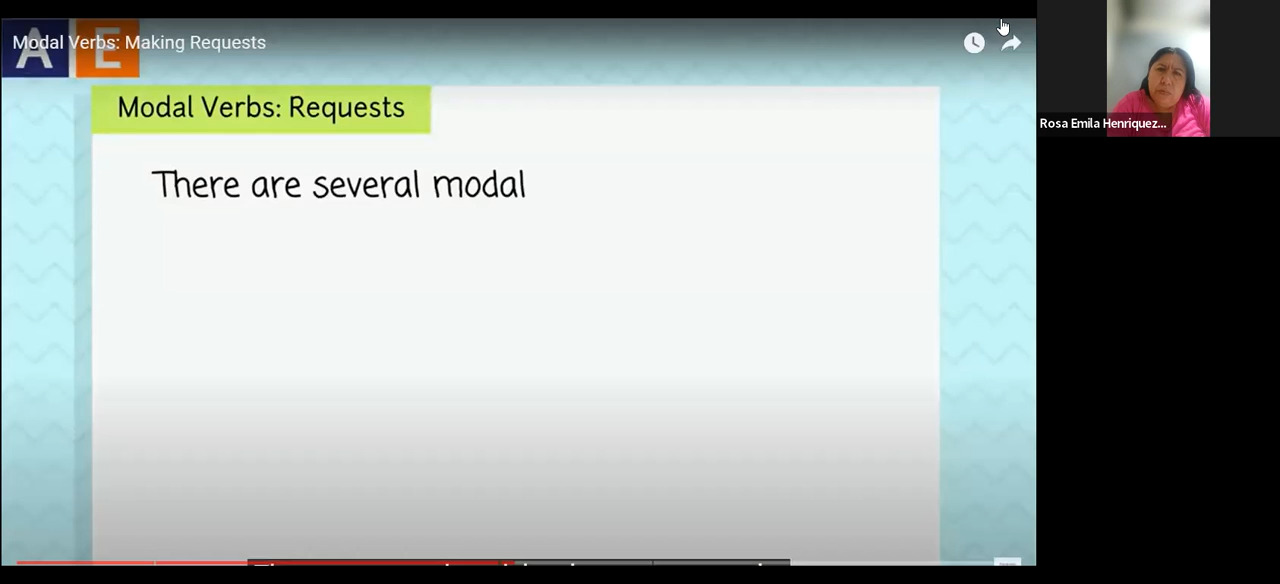 A E
Modal Verbs: Making Requests
Modal Verbs: Requests
There are several modal
Rosa Emila Henriquez...